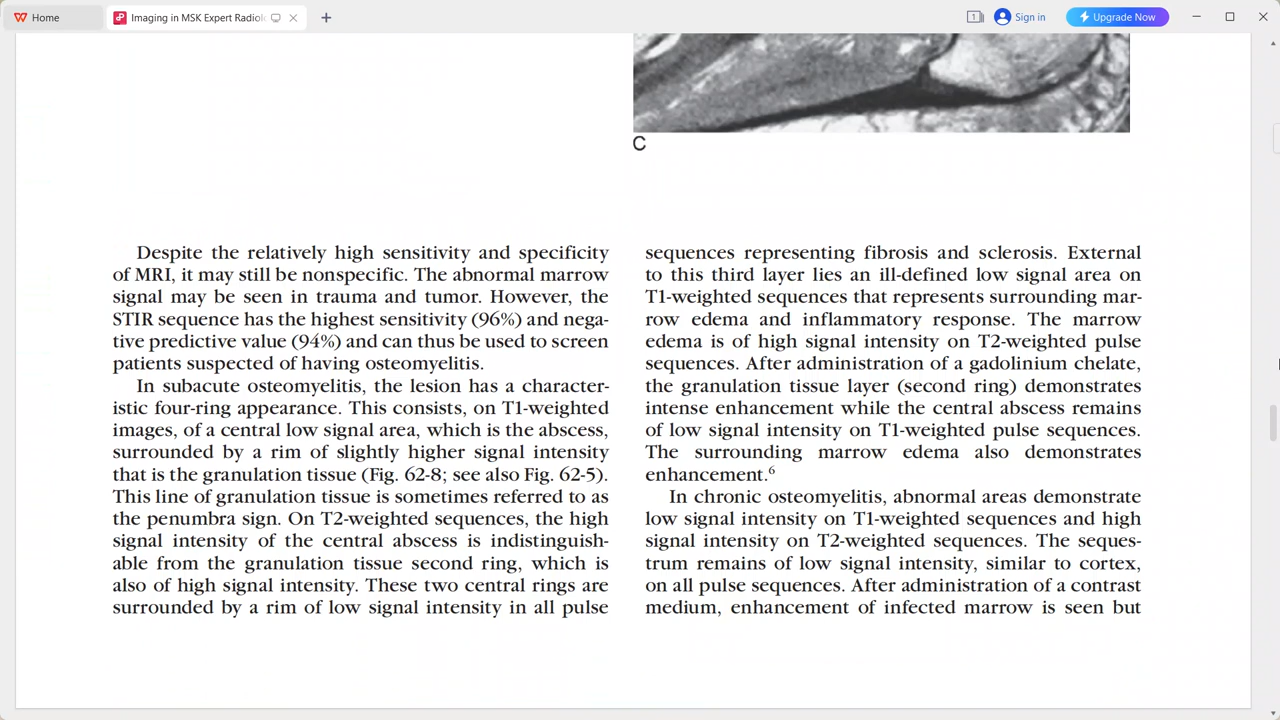 Home
Imaging in MSK Expert Radiolo
1
Sign in
Upgrade Now
C
Despite the relatively high sensitivity and specificity
of MRI, it may still be nonspecific. The abnormal marrow
signal may be seen in trauma and tumor. However, the
STIR sequence has the highest sensitivity (96%) and nega-
tive predictive value (94%) and can thus be used to screen
patients suspected of having osteomyelitis.
In subacute osteomyelitis, the lesion has a character-
istic four-ring appearance. This consists, on T1-weighted
images, of a central low signal area, which is the abscess,
surrounded by a rim of slightly higher signal intensity
that is the granulation tissue (Fig. 62-8; see also Fig. 62-5).
This line of granulation tissue is sometimes referred to as
the penumbra sign. On T2-weighted sequences, the high
signal intensity of the central abscess is indistinguish-
able from the granulation tissue second ring, which is
also of high signal intensity. These two central rings are
surrounded by a rim of low signal intensity in all pulse
sequences representing fibrosis and sclerosis. External
to this third layer lies an ill-defined low signal area on
T1-weighted sequences that represents surrounding mar-
row edema and inflammatory response. The marrow
edema is of high signal intensity on T2-weighted pulse
sequences. After administration of a gadolinium chelate,
the granulation tissue layer (second ring) demonstrates
intense enhancement while the central abscess remains
of low signal intensity on T1-weighted pulse sequences.
The surrounding marrow edema also demonstrates
enhancement.⁶
In chronic osteomyelitis, abnormal areas demonstrate
low signal intensity on T1-weighted sequences and high
signal intensity on T2-weighted sequences. The seques-
trum remains of low signal intensity, similar to cortex,
on all pulse sequences. After administration of a contrast
medium, enhancement of infected marrow is seen but